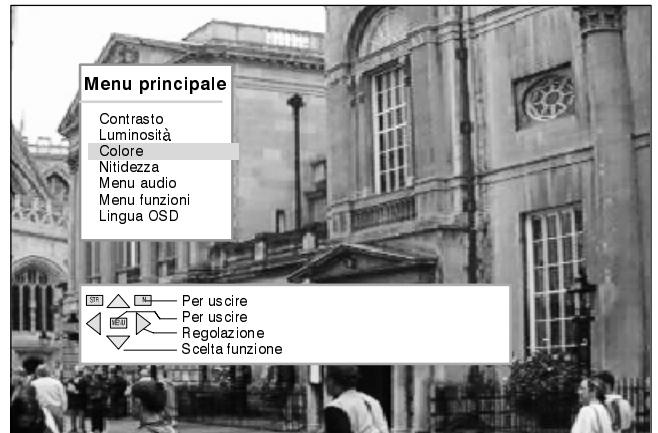 Menu principale
Contrasto
Luminosità
Colore
Nitidezza
Menu audio
Menu funzioni
Lingua OSD
STR N Per uscire
MENU Per uscire
Regolazione
Scelta funzione